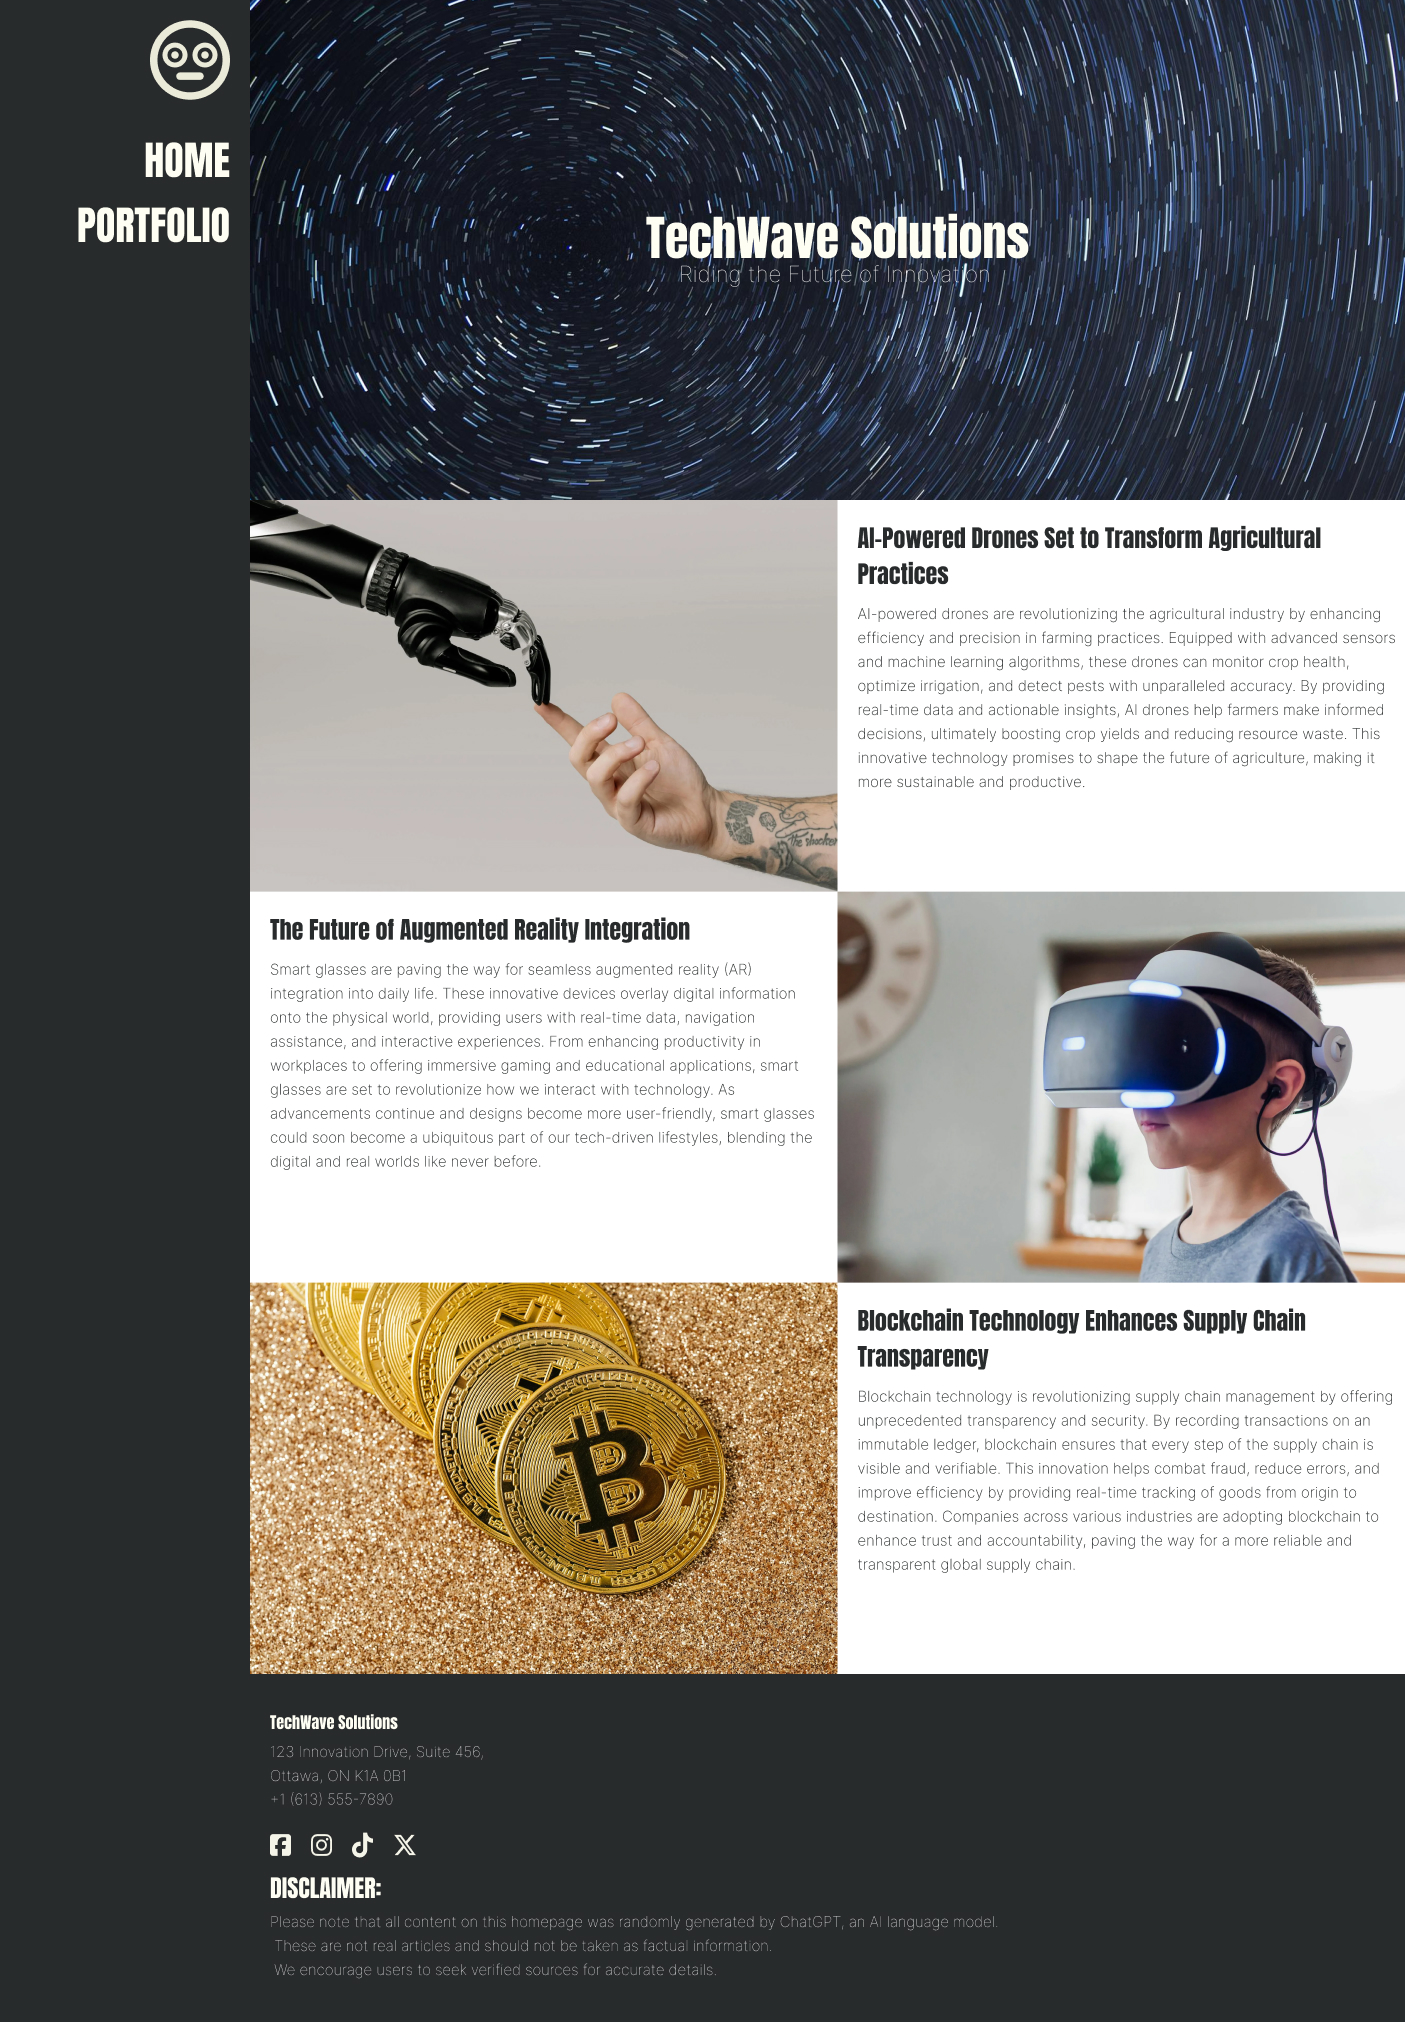 HOME
PORTFOLIO
TechWave Solutions
Riding the Future of Innovation
AI-Powered Drones Set to Transform Agricultural
Practices
AI-powered drones are revolutionizing the agricultural industry by enhancing
efficiency and precision in farming practices. Equipped with advanced sensors
and machine learning algorithms, these drones can monitor crop health,
optimize irrigation, and detect pests with unparalleled accuracy. By providing
real-time data and actionable insights, AI drones help farmers make informed
decisions, ultimately boosting crop yields and reducing resource waste. This
innovative technology promises to shape the future of agriculture, making it
more sustainable and productive.
the shocker
The Future of Augmented Reality Integration
Smart glasses are paving the way for seamless augmented reality (AR)
integration into daily life. These innovative devices overlay digital information
onto the physical world, providing users with real-time data, navigation
assistance, and interactive experiences. From enhancing productivity in
workplaces to offering immersive gaming and educational applications, smart
glasses are set to revolutionize how we interact with technology. As
advancements continue and designs become more user-friendly, smart glasses
could soon become a ubiquitous part of our tech-driven lifestyles, blending the
digital and real worlds like never before.
Blockchain Technology Enhances Supply Chain
Transparency
Blockchain technology is revolutionizing supply chain management by offering
unprecedented transparency and security. By recording transactions on an
immutable ledger, blockchain ensures that every step of the supply chain is
visible and verifiable. This innovation helps combat fraud, reduce errors, and
improve efficiency by providing real-time tracking of goods from origin to
destination. Companies across various industries are adopting blockchain to
enhance trust and accountability, paving the way for a more reliable and
transparent global supply chain.
TechWave Solutions
123 Innovation Drive, Suite 456,
Ottawa, ON K1A 0B1
+1 (613) 555-7890
DISCLAIMER:
Please note that all content on this homepage was randomly generated by ChatGPT, an AI language model.
These are not real articles and should not be taken as factual information.
We encourage users to seek verified sources for accurate details.